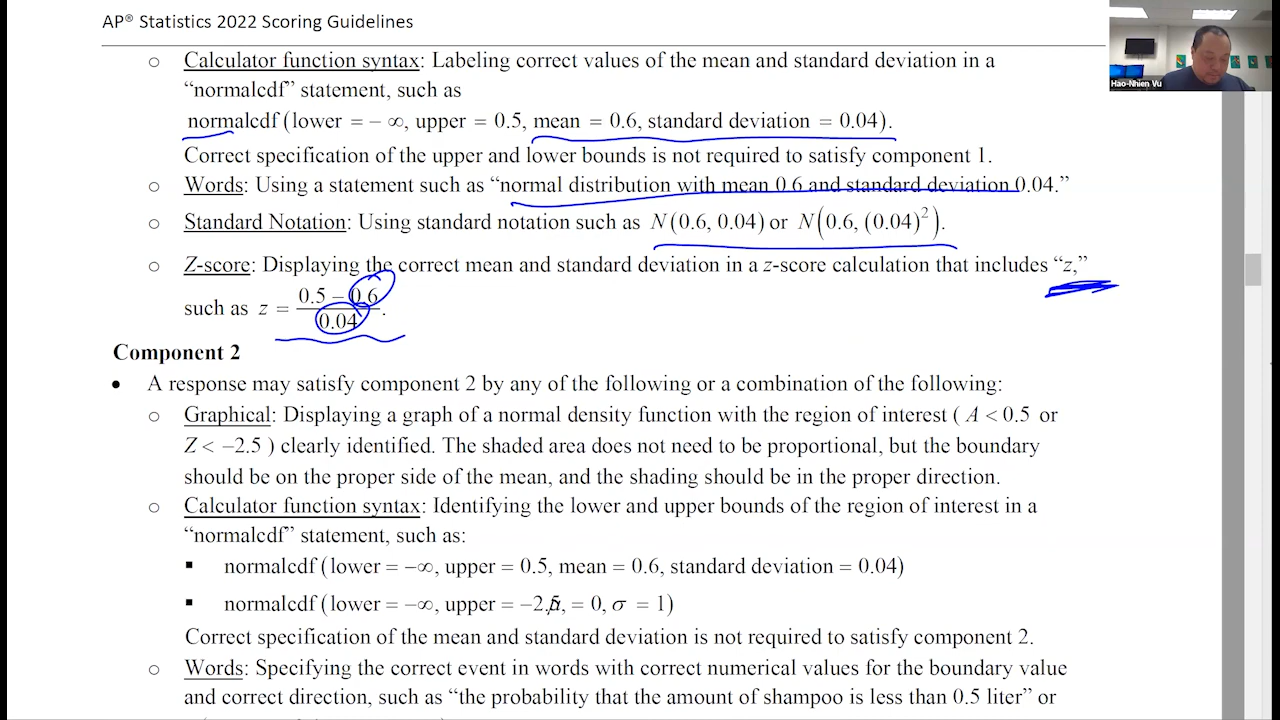 AP® Statistics 2022 Scoring Guidelines
Hao-Nhien Vu
○ Calculator function syntax: Labeling correct values of the mean and standard deviation in a
“normalcdf” statement, such as
normalcdf (lower = − ∞, upper = 0.5, mean = 0.6, standard deviation = 0.04).
Correct specification of the upper and lower bounds is not required to satisfy component 1.
○ Words: Using a statement such as “normal distribution with mean 0.6 and standard deviation 0.04.”
○ Standard Notation: Using standard notation such as N(0.6, 0.04) or N(0.6, (0.04)²).
○ Z-score: Displaying the correct mean and standard deviation in a z-score calculation that includes “z,”
such as z = (0.5 − 0.6) / 0.04.
Component 2
• A response may satisfy component 2 by any of the following or a combination of the following:
○ Graphical: Displaying a graph of a normal density function with the region of interest ( A < 0.5 or
Z < −2.5 ) clearly identified. The shaded area does not need to be proportional, but the boundary
should be on the proper side of the mean, and the shading should be in the proper direction.
○ Calculator function syntax: Identifying the lower and upper bounds of the region of interest in a
“normalcdf” statement, such as:
▪ normalcdf (lower = −∞, upper = 0.5, mean = 0.6, standard deviation = 0.04)
▪ normalcdf (lower = −∞, upper = −2.5, = 0, σ = 1)
Correct specification of the mean and standard deviation is not required to satisfy component 2.
○ Words: Specifying the correct event in words with correct numerical values for the boundary value
and correct direction, such as “the probability that the amount of shampoo is less than 0.5 liter” or